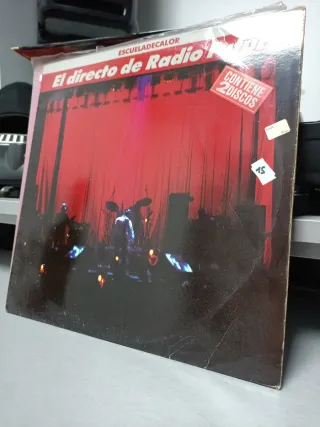 ESCUELADECALOR
El directo de Radio
CONTIENE
2 DISCOS
15